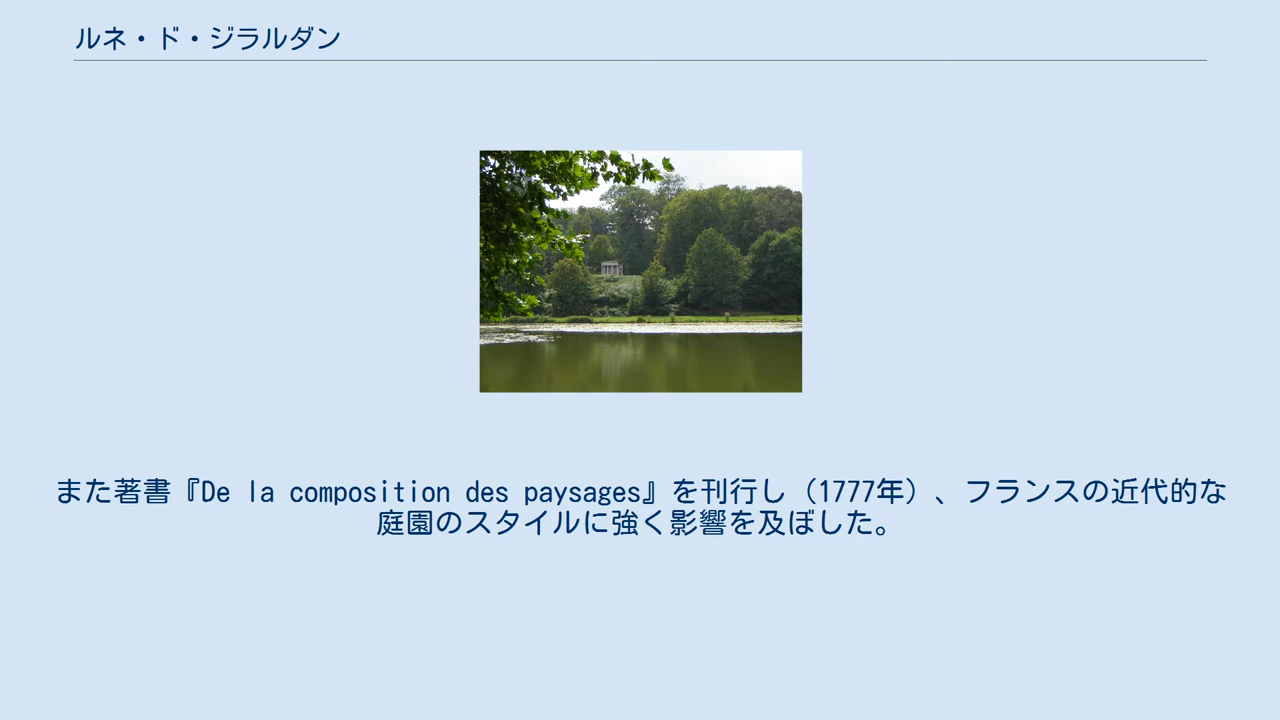 ルネ・ド・ジラルダン
また著書『De la composition des paysages』を刊行し（1777年）、フランスの近代的な
庭園のスタイルに強く影響を及ぼした。